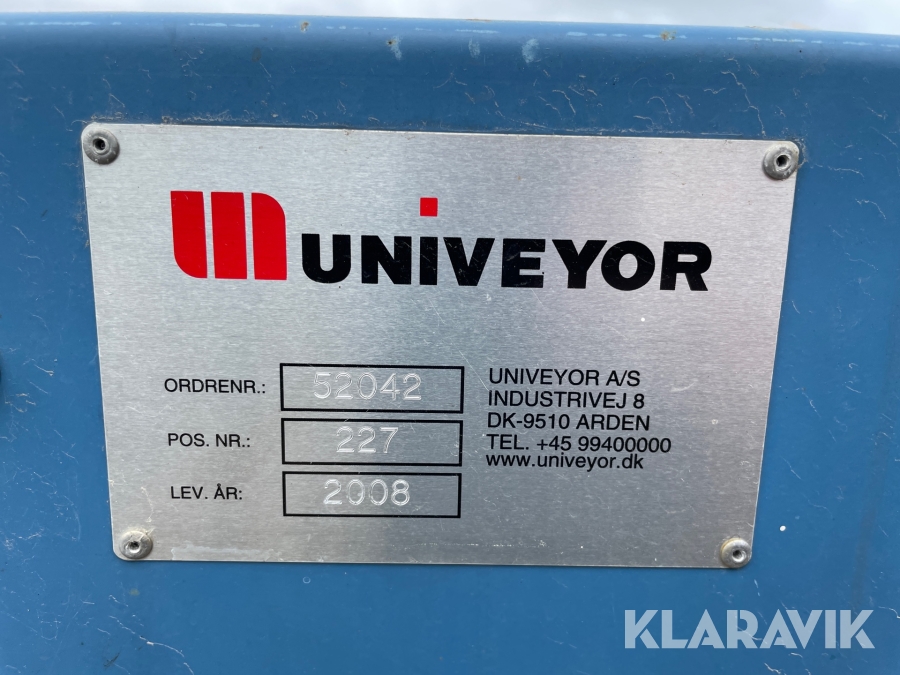 UNIVEYOR
ORDRENR.: 52042
POS. NR.: 227
LEV. ÅR: 2008
UNIVEYOR A/S
INDUSTRIVEJ 8
DK-9510 ARDEN
TEL. +45 99400000
www.univeyor.dk
KLARAVIK